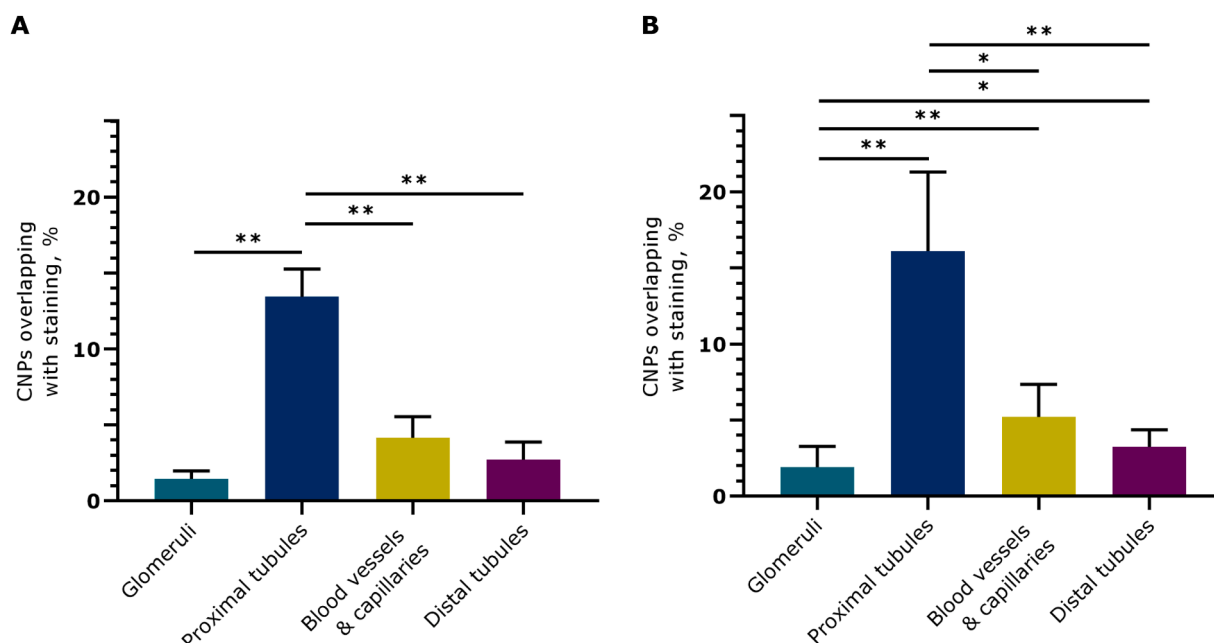 A
CNPs overlapping
with staining, %
20
10
0
**
**
**
Glomeruli
Proximal tubules
Blood vessels
& capillaries
Distal tubules
B
CNPs overlapping
with staining, %
20
10
0
**
*
*
**
**
Glomeruli
Proximal tubules
Blood vessels
& capillaries
Distal tubules